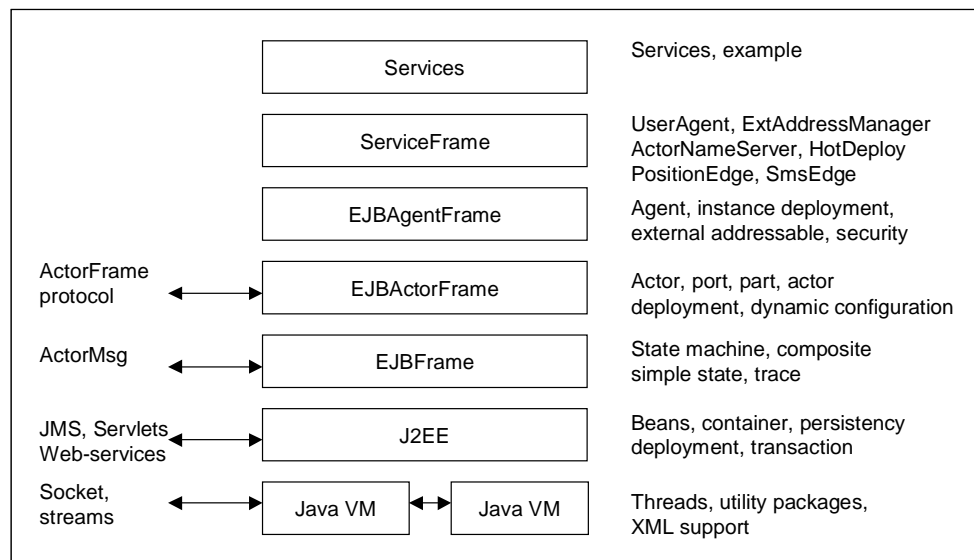 Services
Services, example
ServiceFrame
UserAgent, ExtAddressManager
ActorNameServer, HotDeploy
PositionEdge, SmsEdge
EJBAgentFrame
Agent, instance deployment,
external addressable, security
ActorFrame
protocol
EJBActorFrame
Actor, port, part, actor
deployment, dynamic configuration
ActorMsg
EJBFrame
State machine, composite
simple state, trace
JMS, Servlets
Web-services
J2EE
Beans, container, persistency
deployment, transaction
Socket,
streams
Java VM
Java VM
Threads, utility packages,
XML support